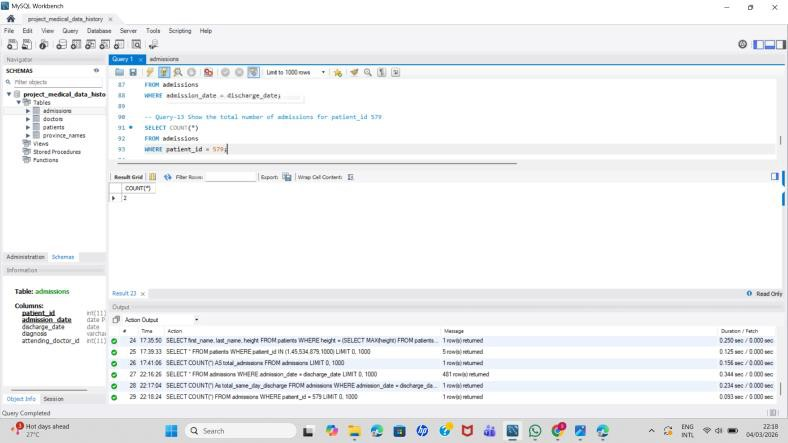 MySQL Workbench
project_medical_data_history ×
File Edit View Query Database Server Tools Scripting Help
Navigator
SCHEMAS
Filter objects
project_medical_data_histo
Tables
admissions
doctors
patients
province_names
Views
Stored Procedures
Functions
Administration Schemas
Information
Table: admissions
Columns:
patient_id int(11)
admission_date date P
discharge_date date
diagnosis varcha
attending_doctor_id int(11)
Object Info Session
Query 1 × admissions
Limit to 1000 rows
87 FROM admissions
88 WHERE admission_date = discharge_date;
89
90 -- Query-13 Show the total number of admissions for patient_id 579
91 SELECT COUNT(*)
92 FROM admissions
93 WHERE patient_id = 579;
Result Grid Filter Rows: Export: Wrap Cell Content:
COUNT(*)
2
Result 23 × Read Only
Output
Action Output
# Time Action Message Duration / Fetch
24 17:35:50 SELECT first_name, last_name, height FROM patients WHERE height = (SELECT MAX(height) FROM patients... 1 row(s) returned 0.250 sec / 0.000 sec
25 17:39:33 SELECT * FROM patients WHERE patient_id IN (1,45,534,879,1000) LIMIT 0, 1000 5 row(s) returned 0.125 sec / 0.000 sec
26 17:41:06 SELECT COUNT(*) AS total_admissions FROM admissions LIMIT 0, 1000 1 row(s) returned 0.156 sec / 0.000 sec
27 22:16:26 SELECT * FROM admissions WHERE admission_date = discharge_date LIMIT 0, 1000 481 row(s) returned 0.344 sec / 0.000 sec
28 22:17:04 SELECT COUNT(*) As total_same_day_discharge FROM admissions WHERE admission_date = discharge_da... 1 row(s) returned 0.234 sec / 0.000 sec
29 22:18:24 SELECT COUNT(*) FROM admissions WHERE patient_id = 579 LIMIT 0, 1000 1 row(s) returned 0.093 sec / 0.000 sec
Query Completed
Hot days ahead
27°C
Search
ENG
INTL
22:18
04/03/2026